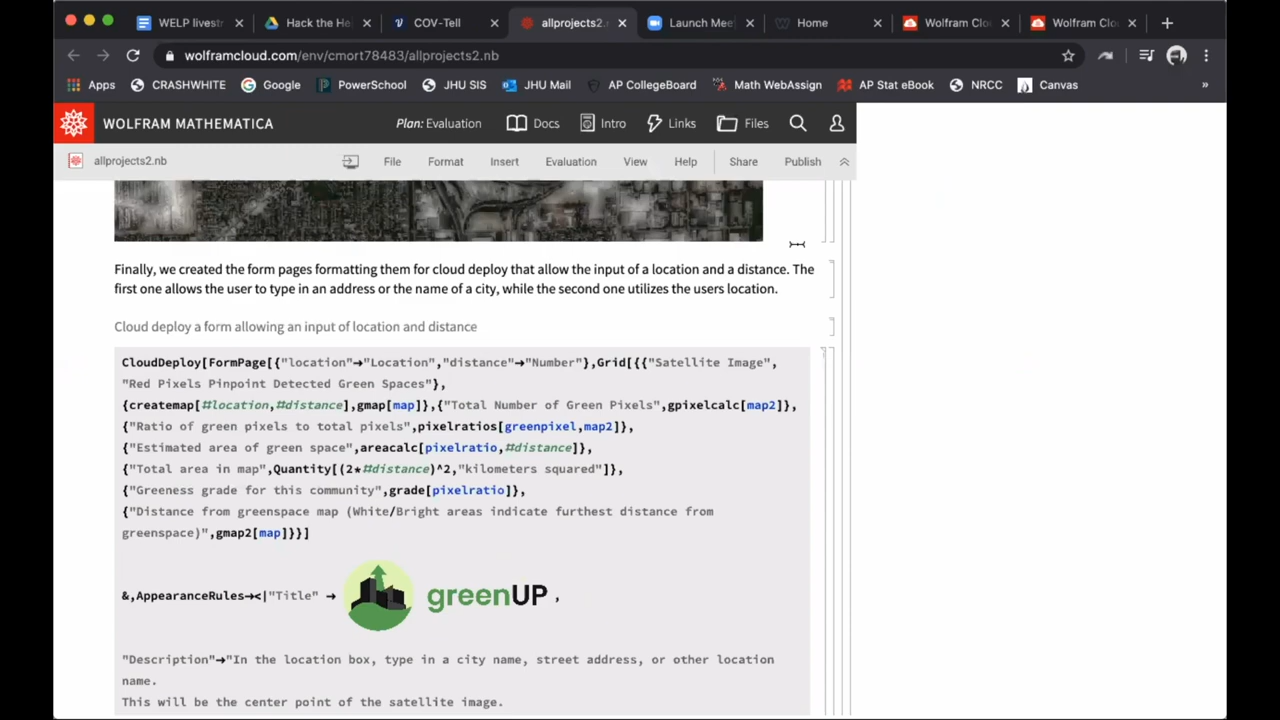 WELP livestr
Hack the He
COV-Tell
allprojects2.
Launch Mee
Home
Wolfram Clo
Wolfram Clo
wolframcloud.com/env/cmort78483/allprojects2.nb
Apps
CRASHWHITE
Google
PowerSchool
JHU SIS
JHU Mail
AP CollegeBoard
Math WebAssign
AP Stat eBook
NRCC
Canvas
»
WOLFRAM MATHEMATICA
Plan: Evaluation
Docs
Intro
Links
Files
allprojects2.nb
File
Format
Insert
Evaluation
View
Help
Share
Publish
Finally, we created the form pages formatting them for cloud deploy that allow the input of a location and a distance. The
first one allows the user to type in an address or the name of a city, while the second one utilizes the users location.
Cloud deploy a form allowing an input of location and distance
CloudDeploy[FormPage[{"location"→"Location","distance"→"Number"},Grid[{{"Satellite Image",
"Red Pixels Pinpoint Detected Green Spaces"},
{createmap[#location,#distance],gmap[map]},{"Total Number of Green Pixels",gpixelcalc[map2]},
{"Ratio of green pixels to total pixels",pixelratios[greenpixel,map2]},
{"Estimated area of green space",areacalc[pixelratio,#distance]},
{"Total area in map",Quantity[(2*#distance)^2,"kilometers squared"]},
{"Greeness grade for this community",grade[pixelratio]},
{"Distance from greenspace map (White/Bright areas indicate furthest distance from
greenspace)",gmap2[map]}}]
&,AppearanceRules→<|"Title" → greenUP ,
"Description"→"In the location box, type in a city name, street address, or other location
name.
This will be the center point of the satellite image.